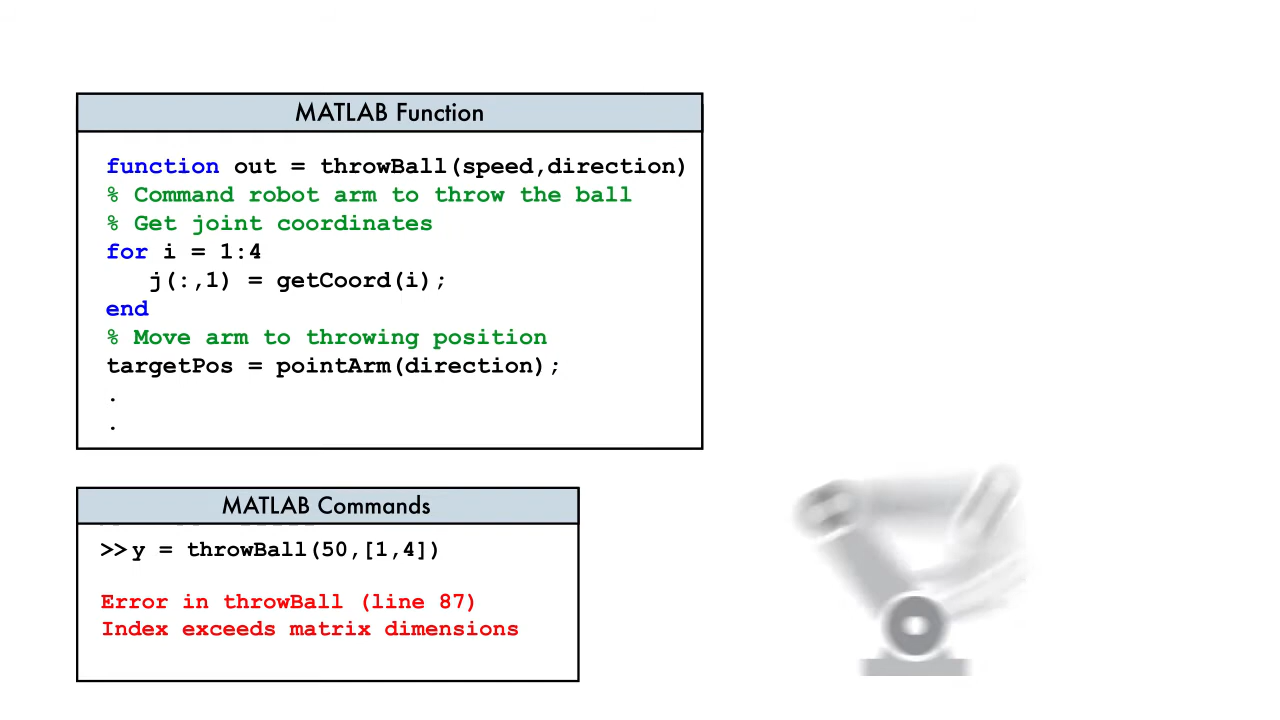 MATLAB Function
function out = throwBall(speed,direction)
% Command robot arm to throw the ball
% Get joint coordinates
for i = 1:4
j(:,1) = getCoord(i);
end
% Move arm to throwing position
targetPos = pointArm(direction);
.
.
MATLAB Commands
>> y = throwBall(50,[1,4])
Error in throwBall (line 87)
Index exceeds matrix dimensions